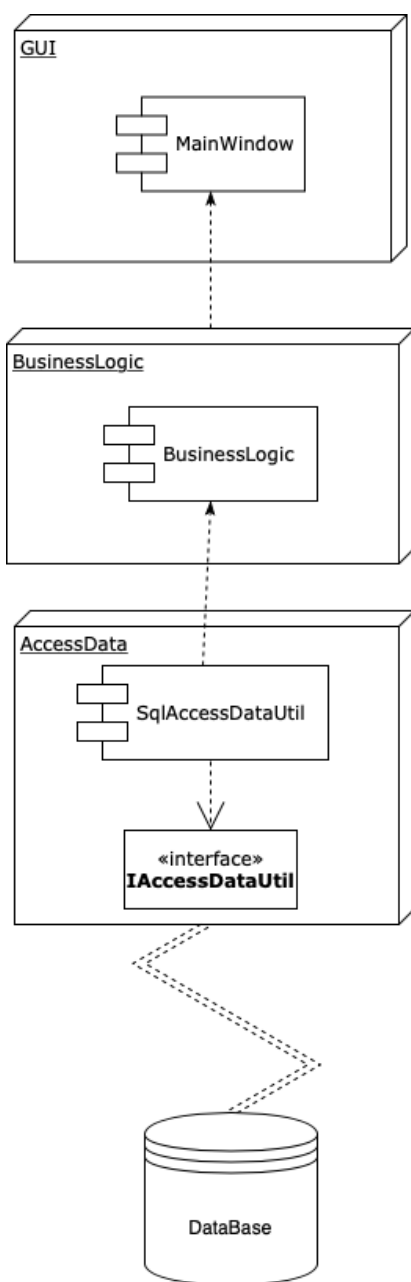 GUI
MainWindow
BusinessLogic
BusinessLogic
AccessData
SqlAccessDataUtil
«interface»
IAccessDataUtil
DataBase